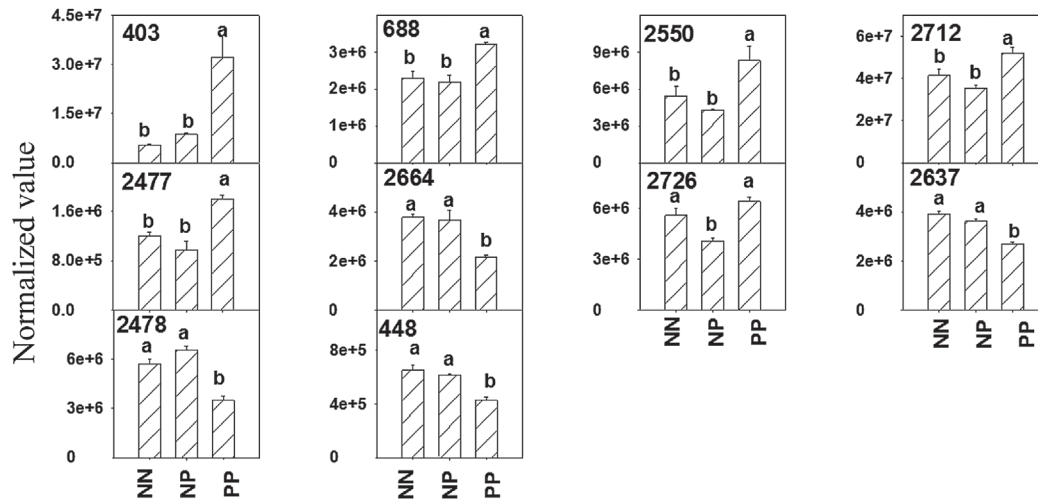 Normalized value
403
4.5e+7
3.0e+7
1.5e+7
0.0
b b a
688
3e+6
2e+6
1e+6
0
b b a
2550
9e+6
6e+6
3e+6
0
b b a
2712
6e+7
4e+7
2e+7
0
b b a
2477
1.6e+6
8.0e+5
0.0
b b a
2664
4e+6
2e+6
0
a a b
2726
6e+6
3e+6
0
a b a
NN NP PP
2637
4e+6
2e+6
0
a a b
NN NP PP
2478
6e+6
3e+6
0
a a b
NN NP PP
448
8e+5
4e+5
0
a a b
NN NP PP